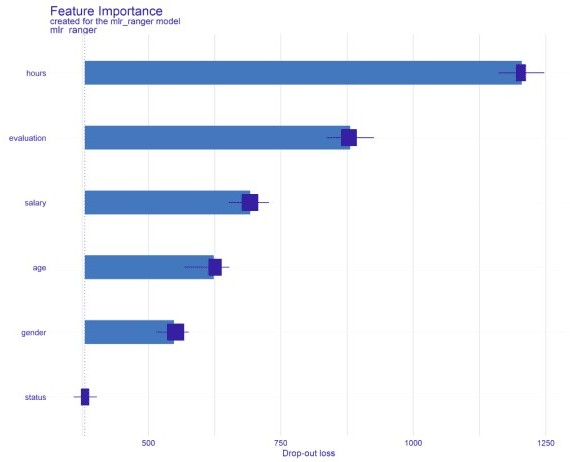 Feature Importance
created for the mlr_ranger model
mlr_ranger
hours
evaluation
salary
age
gender
status
500 750 1000 1250
Drop-out loss